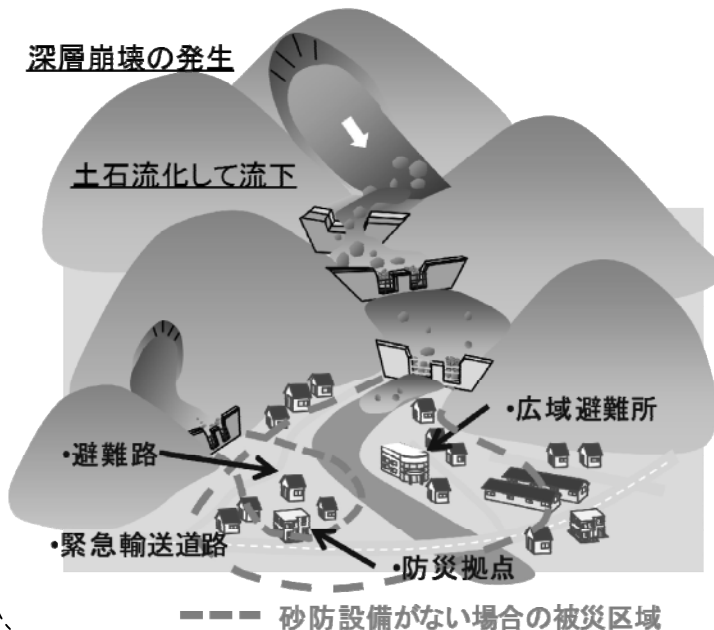 深層崩壊の発生
土石流化して流下
・広域避難所
・避難路
・緊急輸送道路
・防災拠点
砂防設備がない場合の被災区域